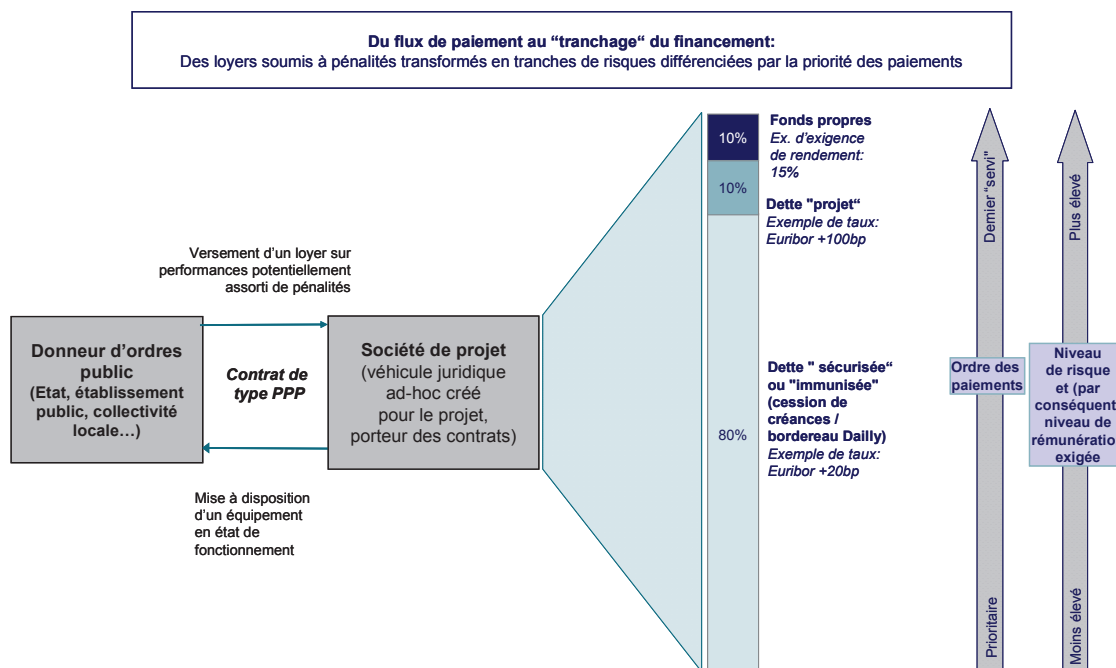 Du flux de paiement au “tranchage“ du financement:
Des loyers soumis à pénalités transformés en tranches de risques différenciées par la priorité des paiements
Versement d’un loyer sur
performances potentiellement
assorti de pénalités
Donneur d’ordres
public
(Etat, établissement
public, collectivité
locale…)
Contrat de
type PPP
Société de projet
(véhicule juridique
ad-hoc créé
pour le projet,
porteur des contrats)
Mise à disposition
d’un équipement
en état de
fonctionnement
10%
10%
80%
Fonds propres
Ex. d’exigence
de rendement:
15%
Dette "projet“
Exemple de taux:
Euribor +100bp
Dette " sécurisée“
ou "immunisée"
(cession de
créances /
bordereau Dailly)
Exemple de taux:
Euribor +20bp
Dernier "servi"
Ordre des
paiements
Prioritaire
Plus élevé
Niveau
de risque
et (par
conséquent
niveau de
rémunératio
exigée
Moins élevé